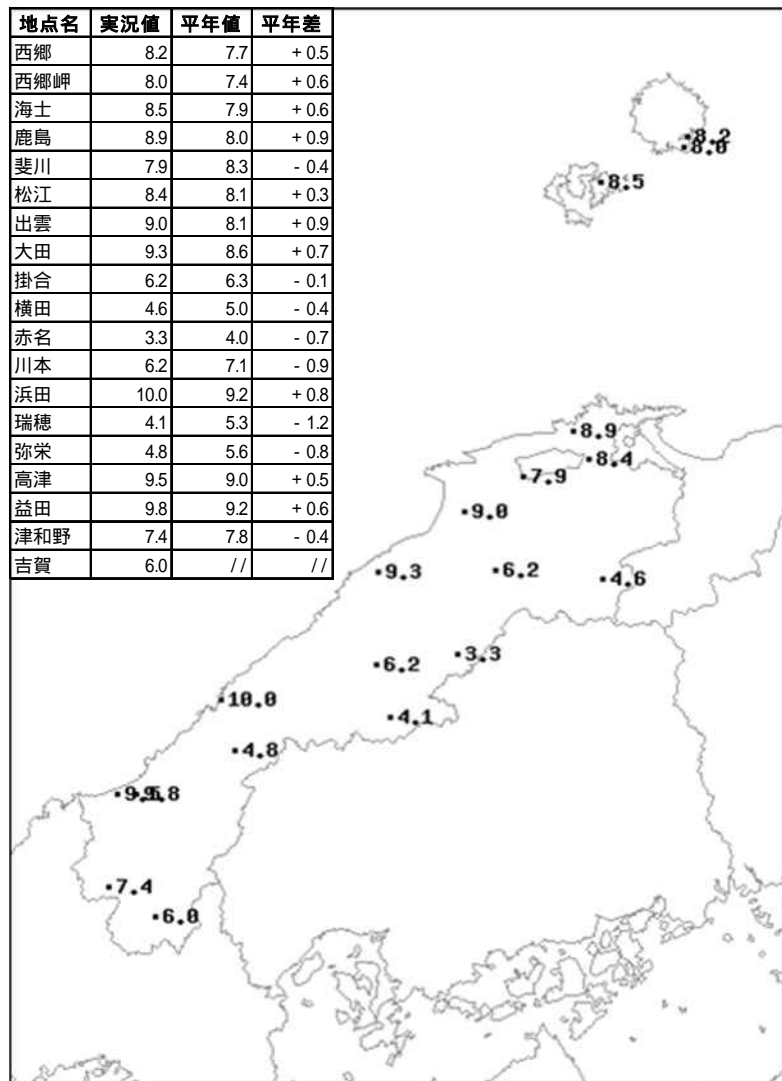 地点名 実況値 平年値 平年差
西郷 8.2 7.7 + 0.5
西郷岬 8.0 7.4 + 0.6
海士 8.5 7.9 + 0.6
鹿島 8.9 8.0 + 0.9
斐川 7.9 8.3 - 0.4
松江 8.4 8.1 + 0.3
出雲 9.0 8.1 + 0.9
大田 9.3 8.6 + 0.7
掛合 6.2 6.3 - 0.1
横田 4.6 5.0 - 0.4
赤名 3.3 4.0 - 0.7
川本 6.2 7.1 - 0.9
浜田 10.0 9.2 + 0.8
瑞穂 4.1 5.3 - 1.2
弥栄 4.8 5.6 - 0.8
高津 9.5 9.0 + 0.5
益田 9.8 9.2 + 0.6
津和野 7.4 7.8 - 0.4
吉賀 6.0 // //
8.2
8.0
8.5
8.9
8.4
7.9
9.0
9.3
6.2
4.6
3.3
6.2
10.0
4.1
4.8
9.5
9.8
7.4
6.0